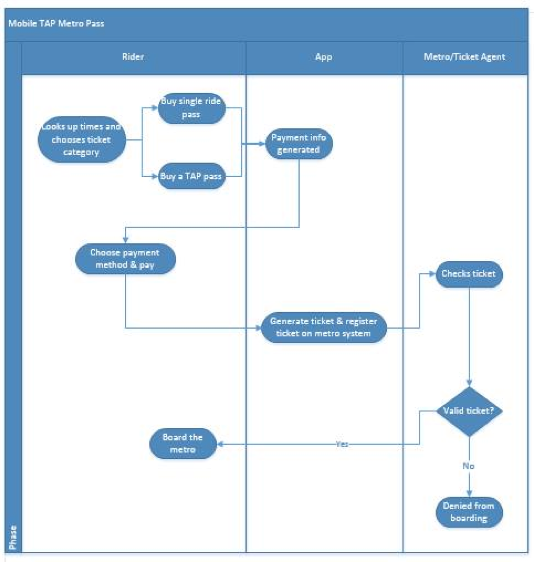 Mobile TAP Metro Pass
Rider
App
Metro/Ticket Agent
Looks up times and
chooses ticket
category
Buy single ride
pass
Buy a TAP pass
Payment info
generated
Choose payment
method & pay
Generate ticket & register
ticket on metro system
Checks ticket
Valid ticket?
Yes
Board the
metro
No
Denied from
boarding
Phase